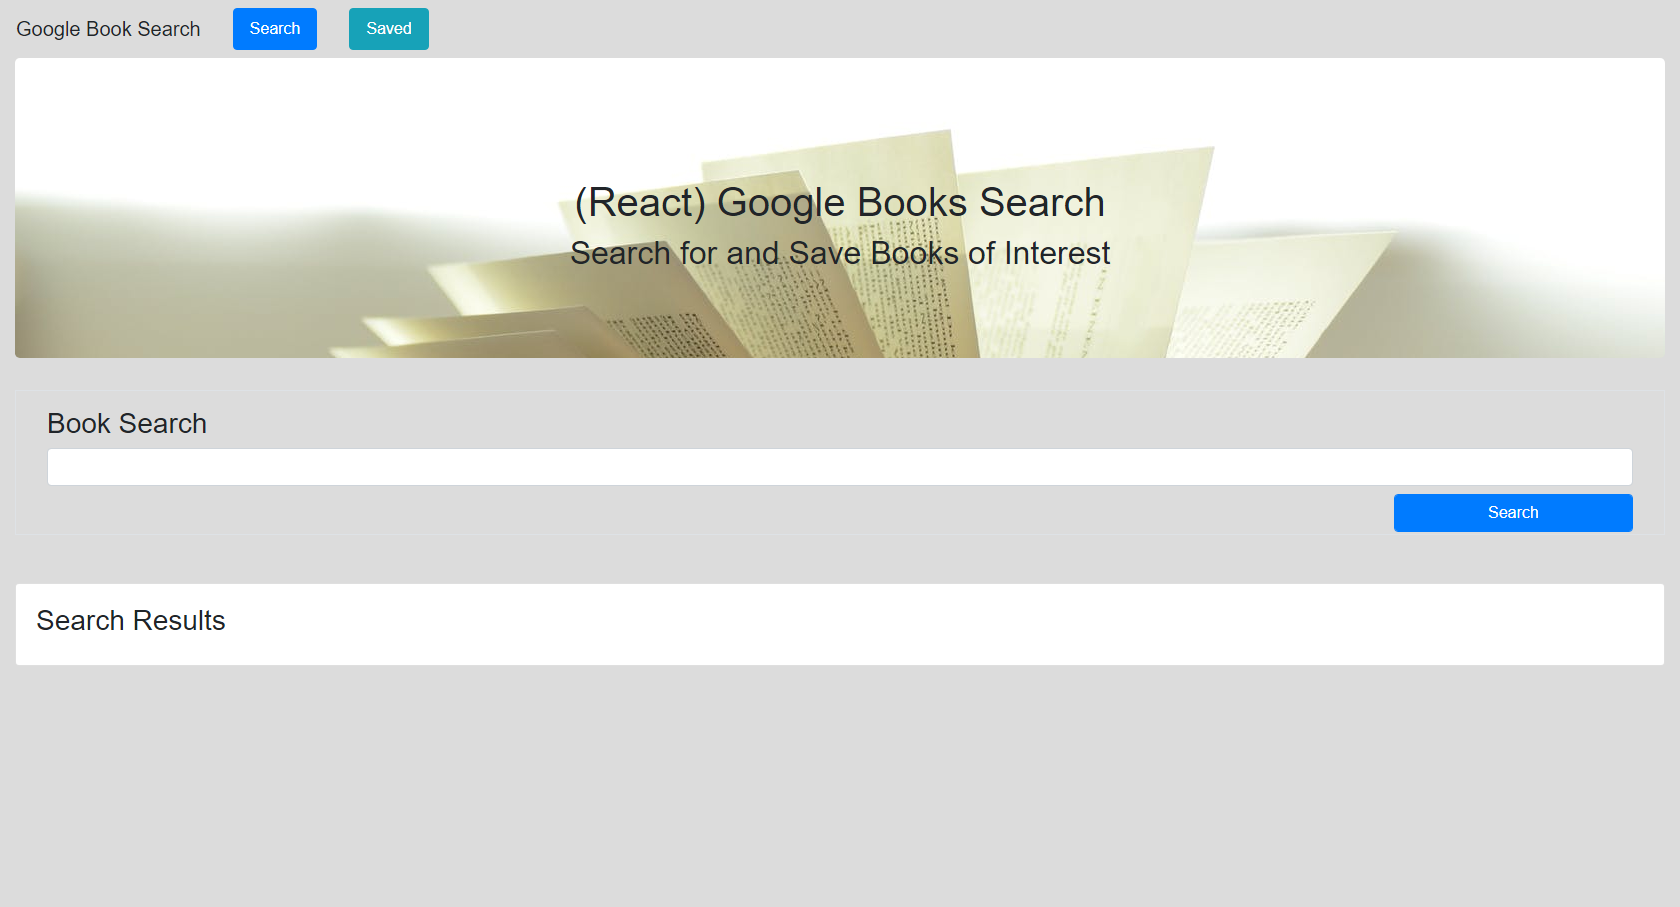 Google Book Search Search Saved
(React) Google Books Search
Search for and Save Books of Interest
Book Search
Search
Search Results